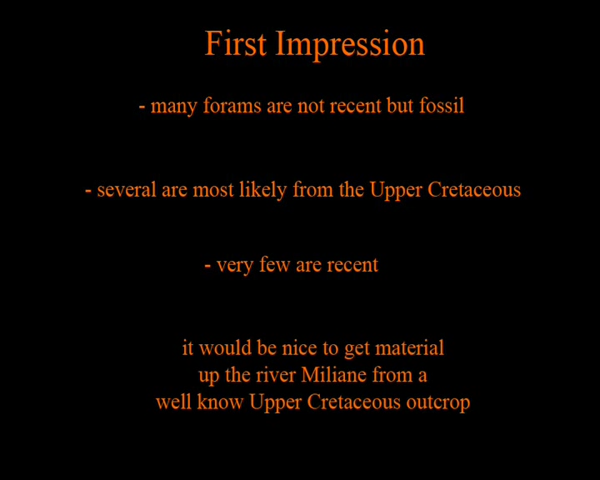 First Impression
- many forams are not recent but fossil
- several are most likely from the Upper Cretaceous
- very few are recent
it would be nice to get material
up the river Miliane from a
well know Upper Cretaceous outcrop